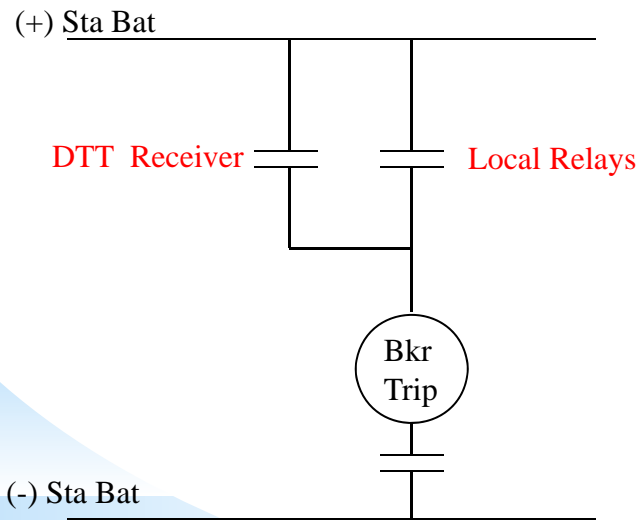 (+) Sta Bat
DTT Receiver
Local Relays
Bkr
Trip
(-) Sta Bat